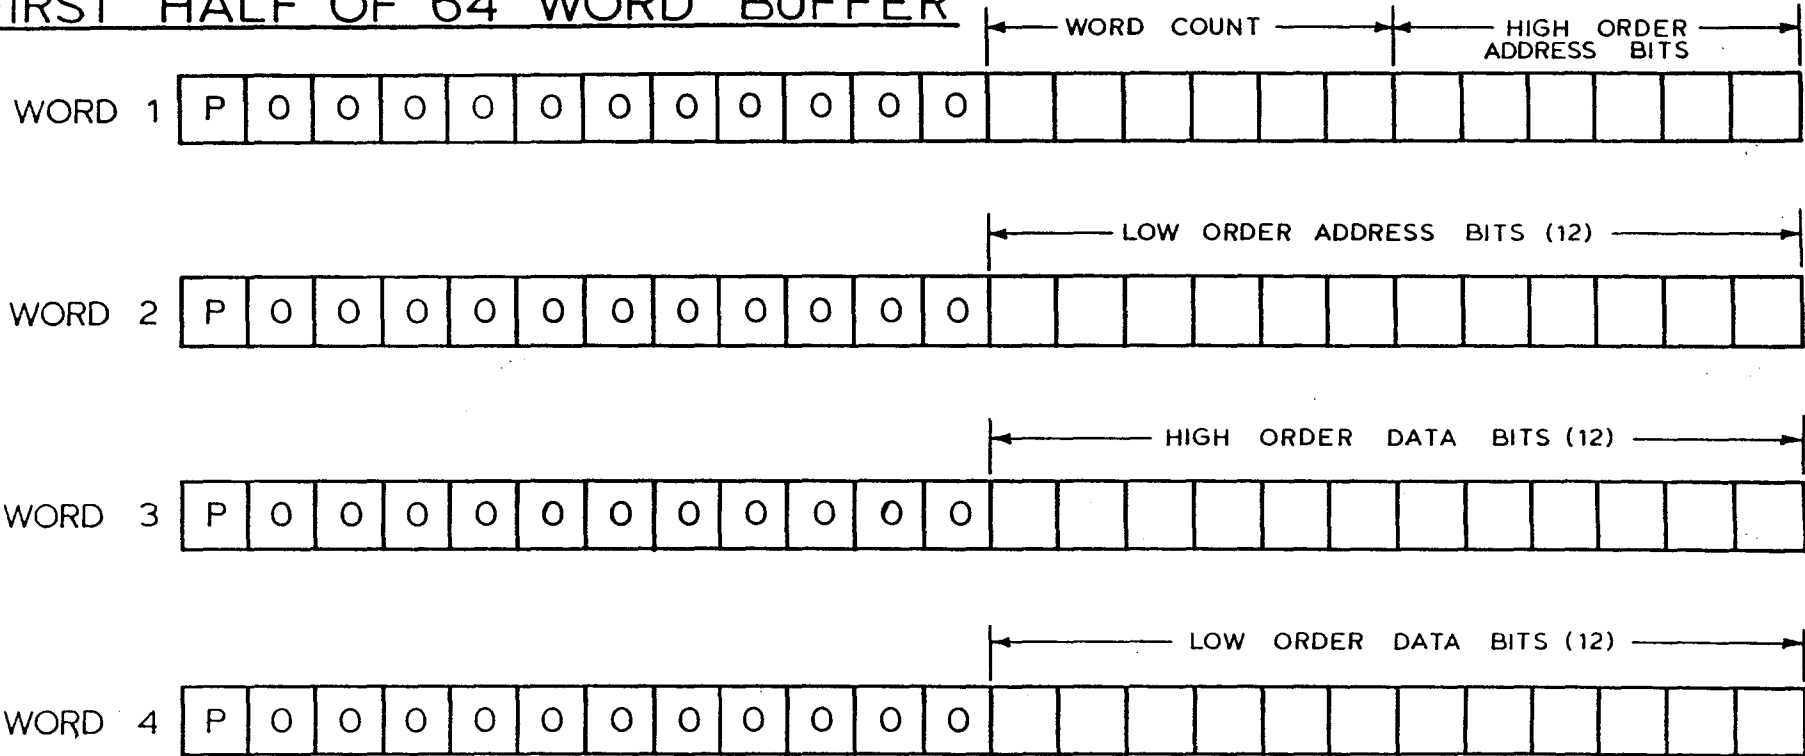 FIRST HALF OF 64 WORD BUFFER
WORD COUNT
HIGH ORDER
ADDRESS BITS
WORD 1 P 0 0 0 0 0 0 0 0 0 0 0
LOW ORDER ADDRESS BITS (12)
WORD 2 P 0 0 0 0 0 0 0 0 0 0 0
HIGH ORDER DATA BITS (12)
WORD 3 P 0 0 0 0 0 0 0 0 0 0 0
LOW ORDER DATA BITS (12)
WORD 4 P 0 0 0 0 0 0 0 0 0 0 0